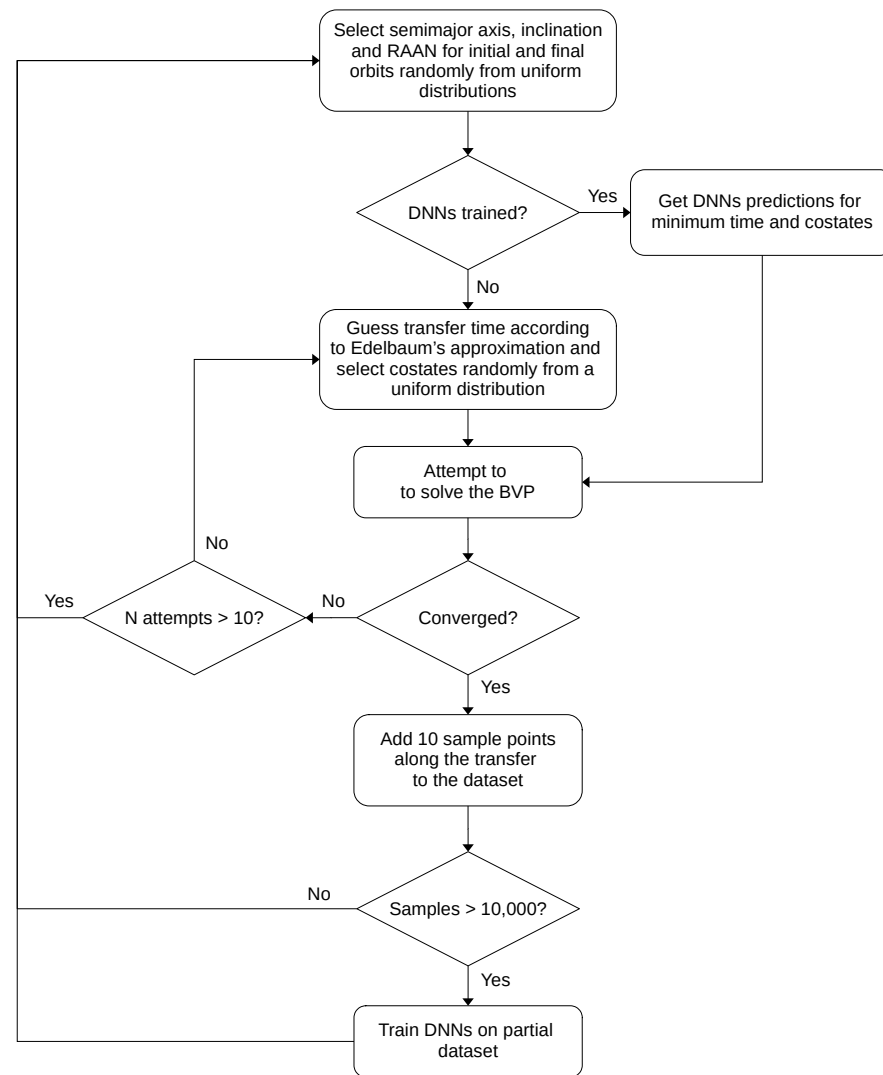 Select semimajor axis, inclination
and RAAN for initial and final
orbits randomly from uniform
distributions
DNNs trained?
Yes
Get DNNs predictions for
minimum time and costates
No
Guess transfer time according
to Edelbaum's approximation and
select costates randomly from a
uniform distribution
Attempt to
to solve the BVP
No
Yes
N attempts > 10?
No
Converged?
Yes
Add 10 sample points
along the transfer
to the dataset
No
Samples > 10,000?
Yes
Train DNNs on partial
dataset